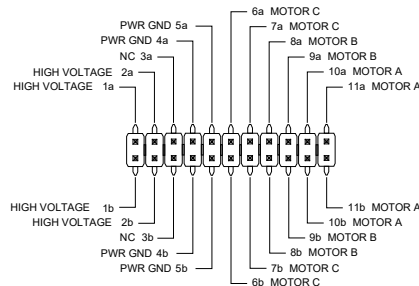 6a MOTOR C
PWR GND 5a
7a MOTOR C
PWR GND 4a
8a MOTOR B
NC 3a
9a MOTOR B
HIGH VOLTAGE 2a
10a MOTOR A
HIGH VOLTAGE 1a
11a MOTOR A
HIGH VOLTAGE 1b
11b MOTOR A
HIGH VOLTAGE 2b
10b MOTOR A
NC 3b
9b MOTOR B
PWR GND 4b
8b MOTOR B
PWR GND 5b
7b MOTOR C
6b MOTOR C